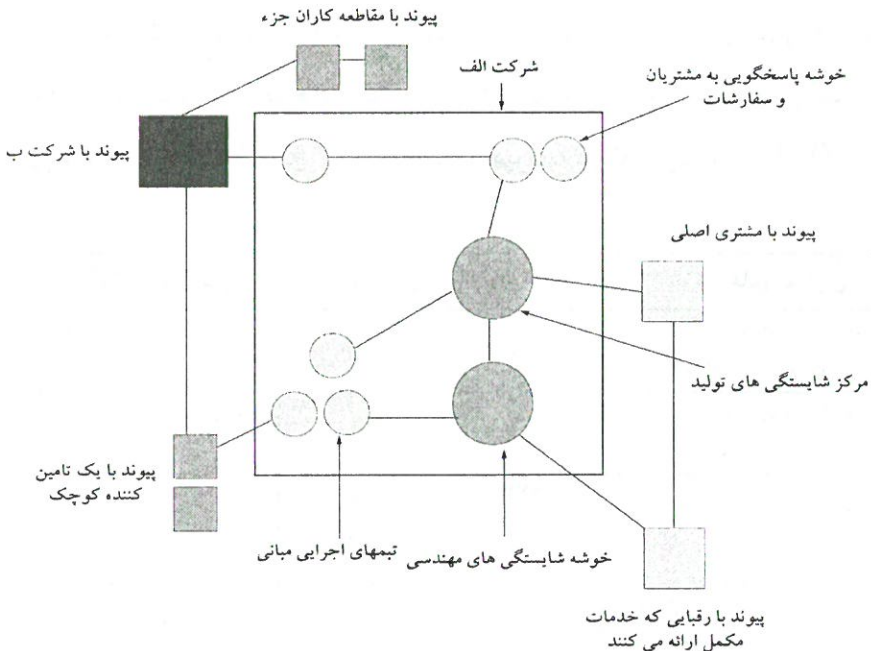 پیوند با مقاطعه کاران جزء
شرکت الف
خوشه پاسخگویی به مشتریان
و سفارشات
پیوند با شرکت ب
پیوند با مشتری اصلی
مرکز شایستگی های تولید
پیوند با یک تامین
کننده کوچک
تیمهای اجرایی مبانی
خوشه شایستگی های مهندسی
پیوند با رقبایی که خدمات
مکمل ارائه می کنند